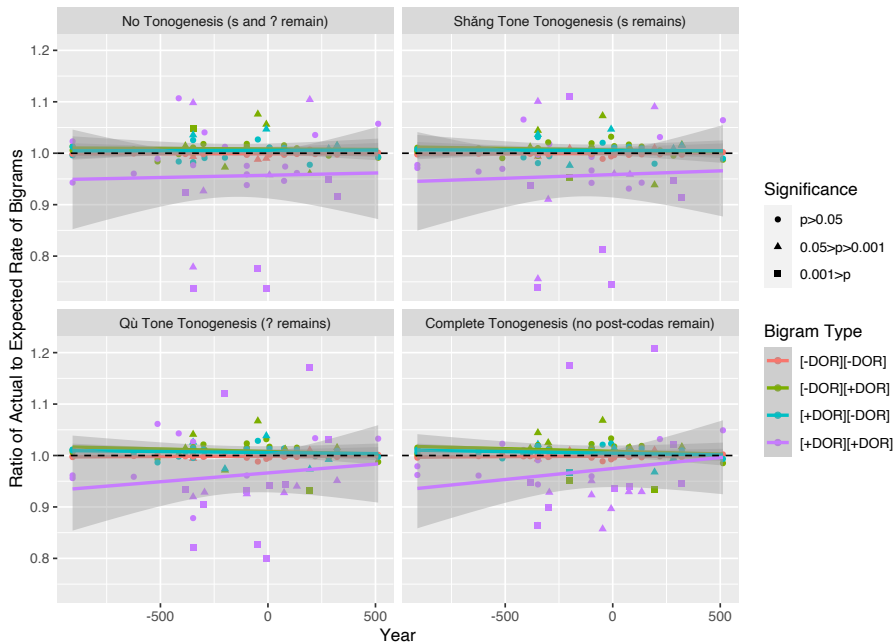 No Tonogenesis (s and ? remain)
Shăng Tone Tonogenesis (s remains)
1.2
1.1
1.0
0.9
0.8
Qù Tone Tonogenesis (? remains)
Complete Tonogenesis (no post-codas remain)
1.2
1.1
1.0
0.9
0.8
-500
0
500
-500
0
500
Year
Ratio of Actual to Expected Rate of Bigrams
Significance
p>0.05
0.05>p>0.001
0.001>p
Bigram Type
[-DOR][-DOR]
[-DOR][+DOR]
[+DOR][-DOR]
[+DOR][+DOR]